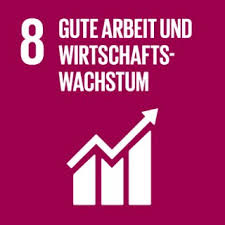 8 GUTE ARBEIT UND
WIRTSCHAFTS-
WACHSTUM